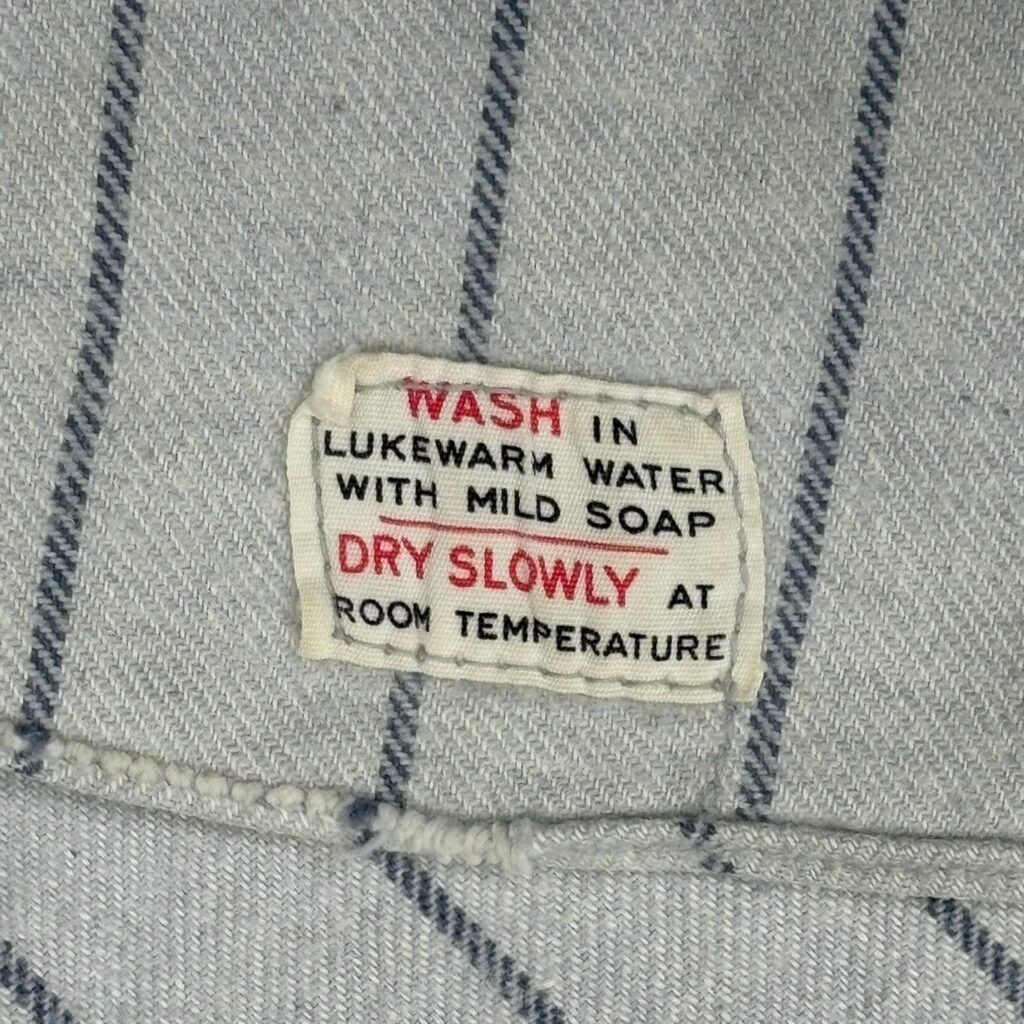 WASH IN
LUKEWARM WATER
WITH MILD SOAP
DRY SLOWLY AT
ROOM TEMPERATURE